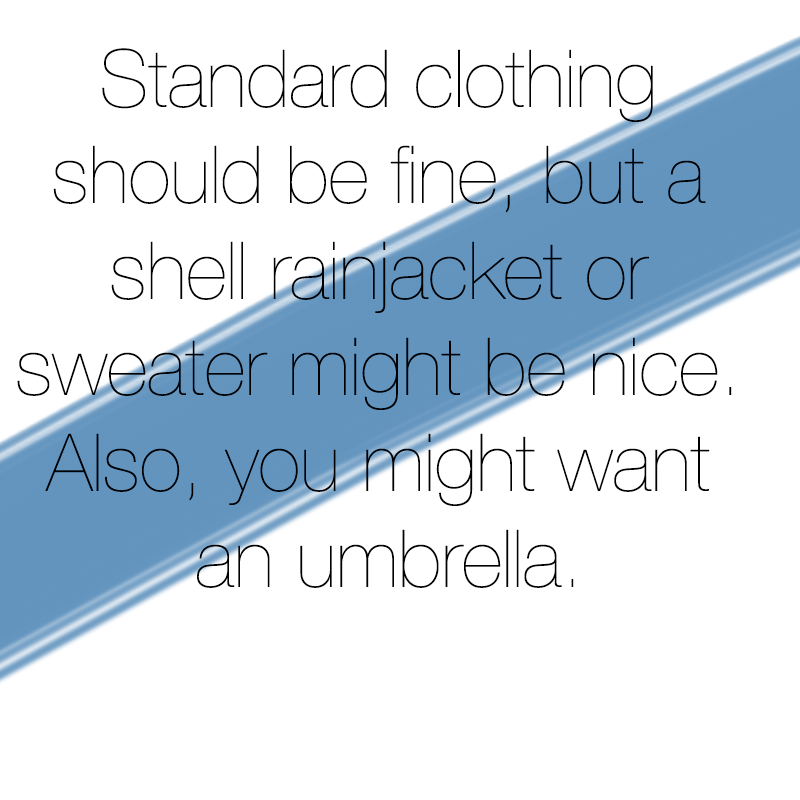 Standard clothing
should be fine, but a
shell rainjacket or
sweater might be nice.
Also, you might want
an umbrella.